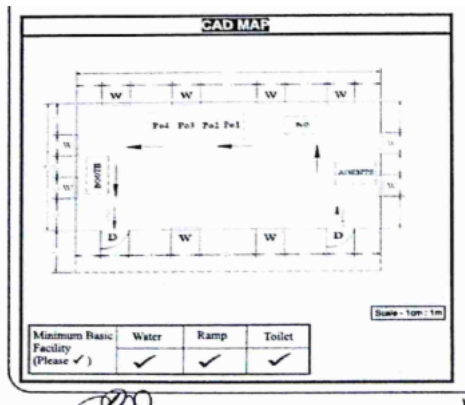 CAD MAP
W W W W
Po4 Po3 Po2 Po1
W W
BOOTH AGENTS
W W
D W W D
Scale - 1cm : 1m
Minimum Basic Water Ramp Toilet
Facility
(Please ✓ ) ✓ ✓ ✓